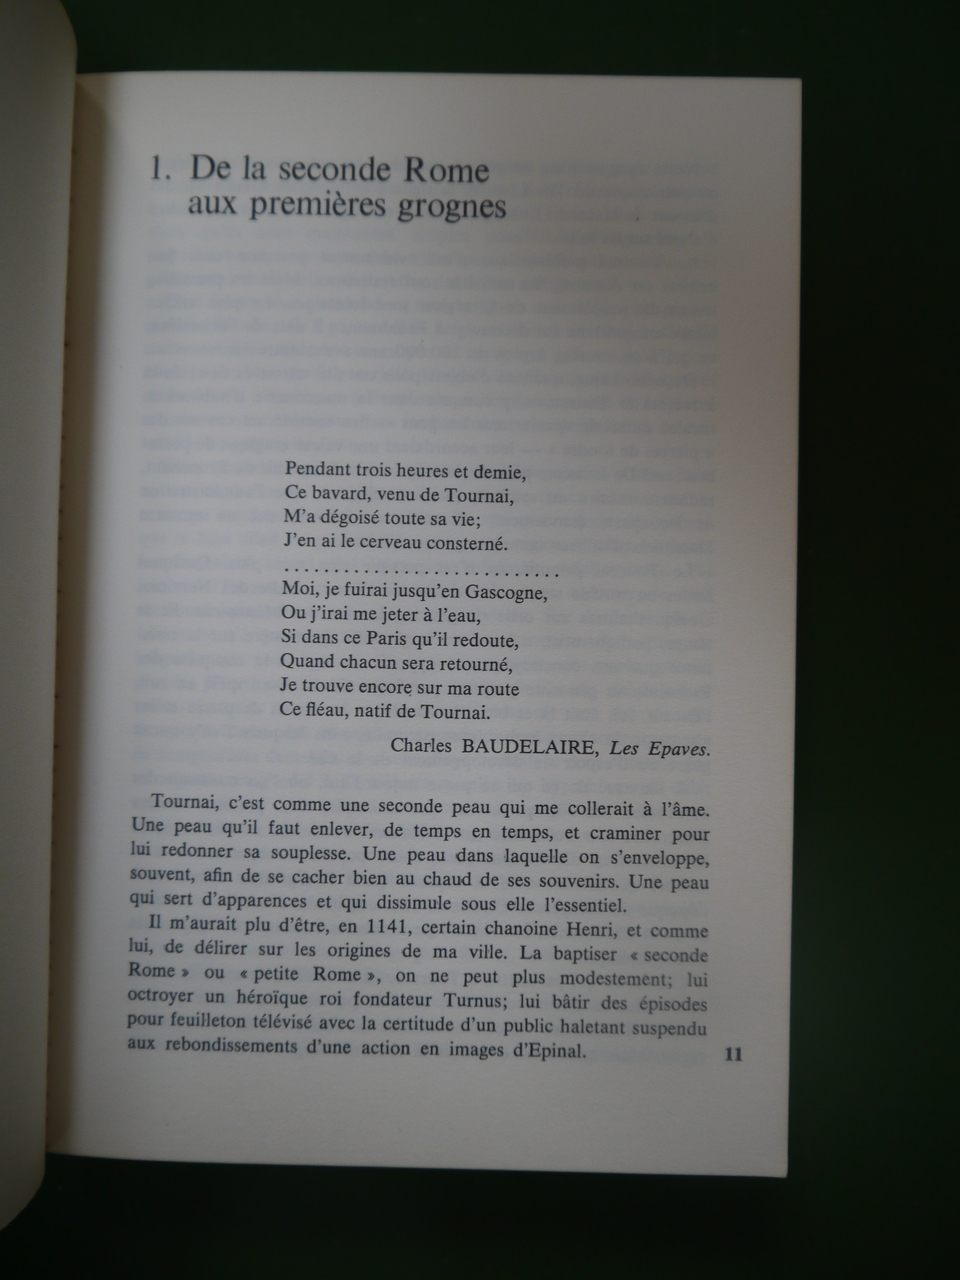 1. De la seconde Rome
aux premières grognes
Pendant trois heures et demie,
Ce bavard, venu de Tournai,
M'a dégoisé toute sa vie;
J'en ai le cerveau consterné.
............................
Moi, je fuirai jusqu'en Gascogne,
Ou j'irai me jeter à l'eau,
Si dans ce Paris qu'il redoute,
Quand chacun sera retourné,
Je trouve encore sur ma route
Ce fléau, natif de Tournai.
Charles BAUDELAIRE, Les Epaves.
Tournai, c'est comme une seconde peau qui me collerait à l'âme.
Une peau qu'il faut enlever, de temps en temps, et craminer pour
lui redonner sa souplesse. Une peau dans laquelle on s'enveloppe,
souvent, afin de se cacher bien au chaud de ses souvenirs. Une peau
qui sert d'apparences et qui dissimule sous elle l'essentiel.
Il m'aurait plu d'être, en 1141, certain chanoine Henri, et comme
lui, de délirer sur les origines de ma ville. La baptiser « seconde
Rome » ou « petite Rome », on ne peut plus modestement; lui
octroyer un héroïque roi fondateur Turnus; lui bâtir des épisodes
pour feuilleton télévisé avec la certitude d'un public haletant suspendu
aux rebondissements d'une action en images d'Epinal.
11